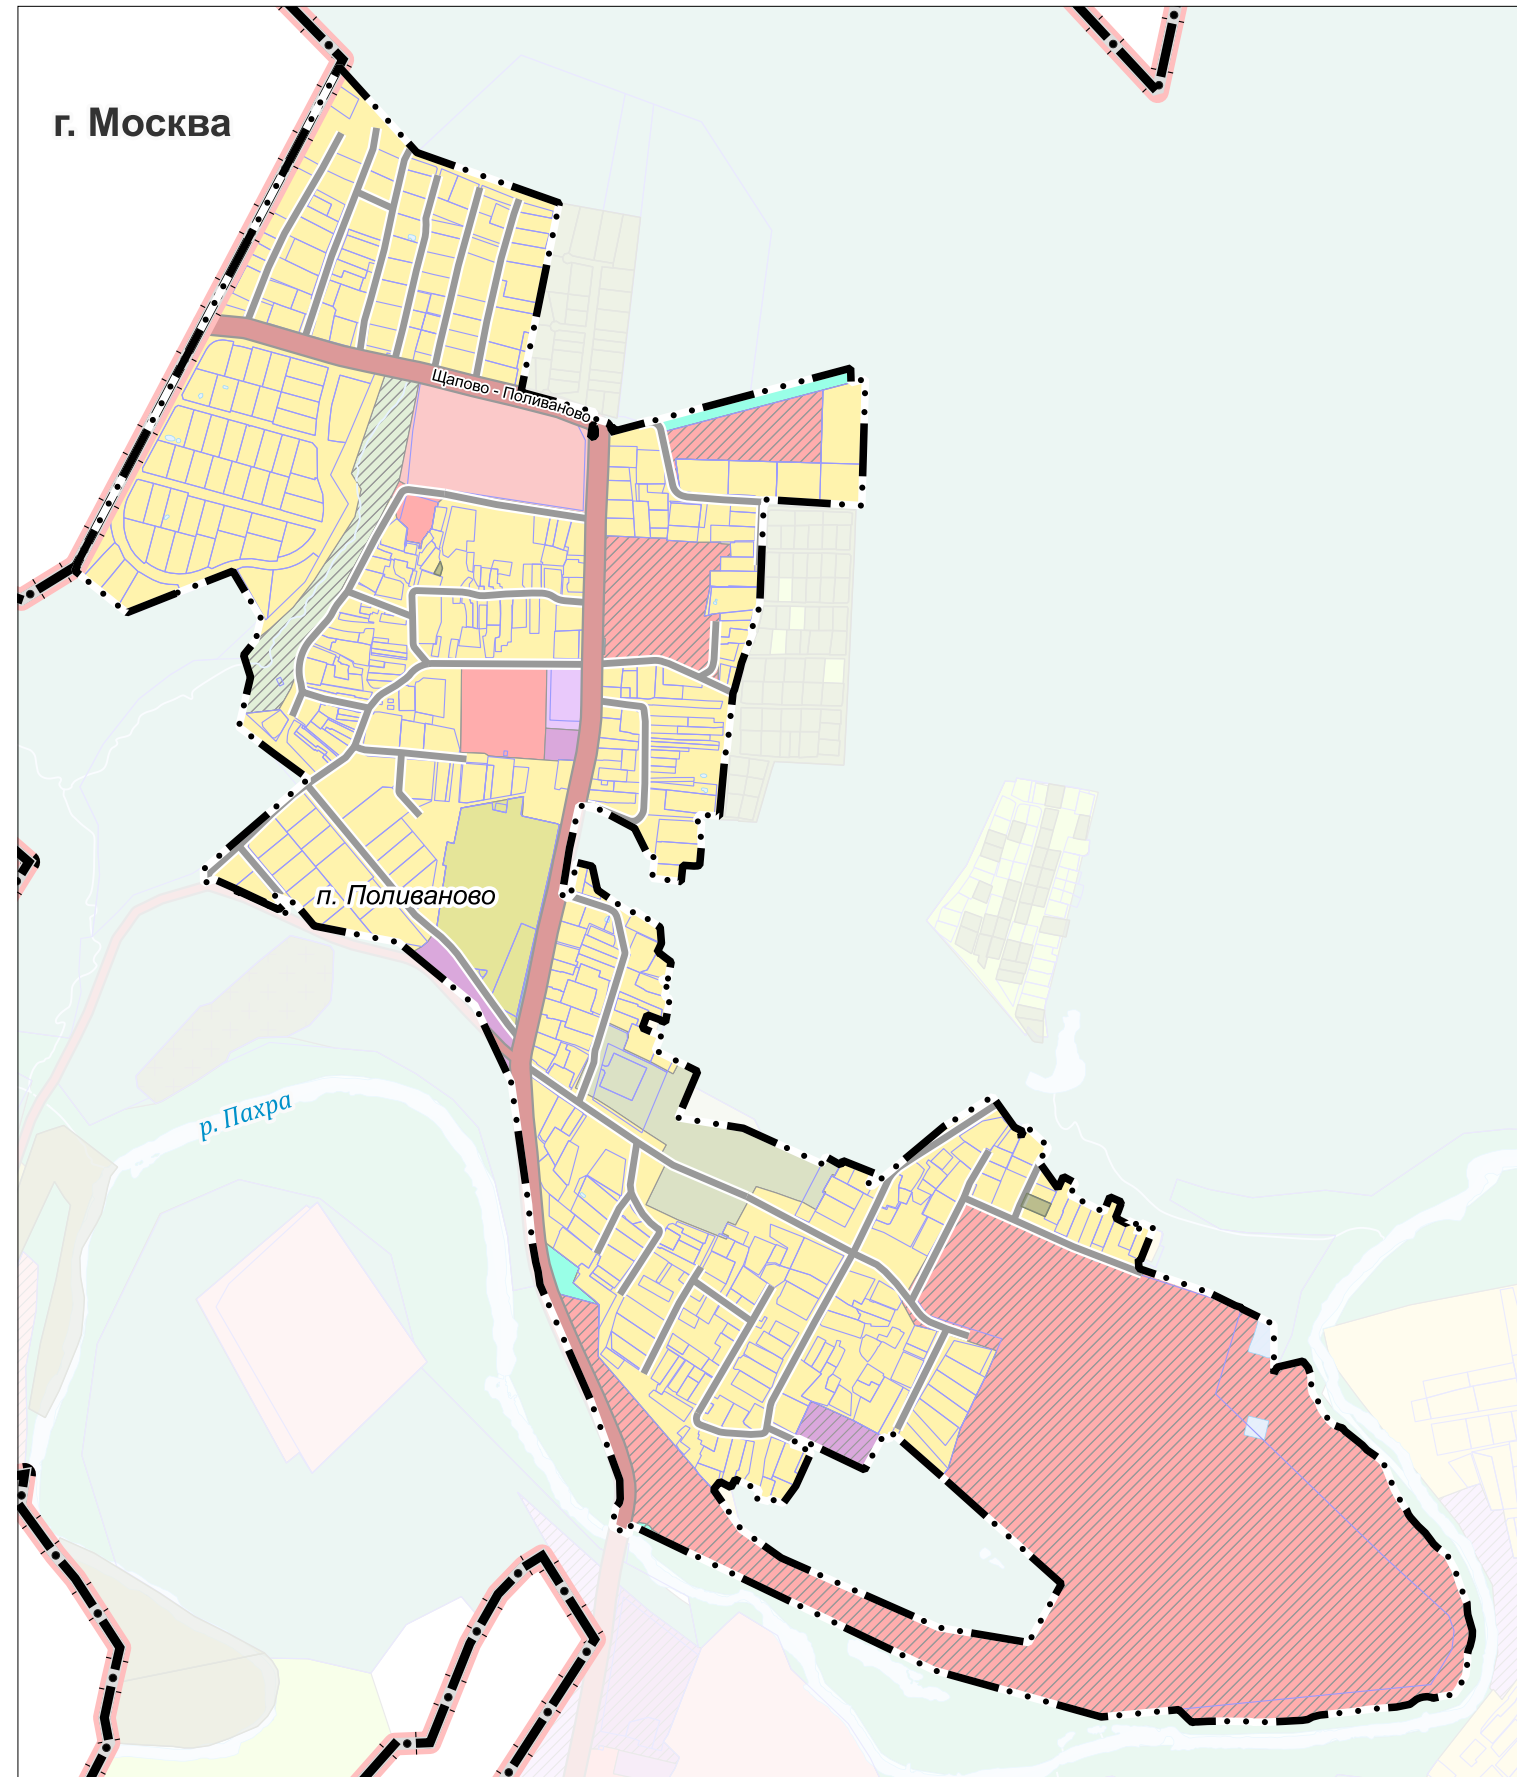 г. Москва
Щапово - Поливаново
п. Поливаново
р. Пахра